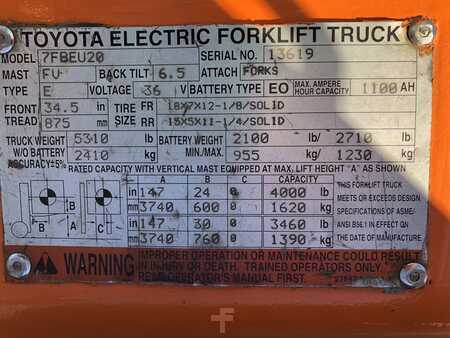 TOYOTA ELECTRIC FORKLIFT TRUCK
MODEL 7FBEU20 SERIAL NO. 13619
MAST FV BACK TILT 6.5 ATTACH FORKS
TYPE E VOLTAGE 36 V BATTERY TYPE EO MAX. AMPERE HOUR CAPACITY 1100 AH
FRONT TREAD 34.5 in TIRE SIZE FR 18X7X12-1/8/SOLID
875 mm RR 15X5X11-1/4/SOLID
TRUCK WEIGHT 5310 lb BATTERY WEIGHT 2100 lb 2710 lb
W/O BATTERY ACCURACY±5% 2410 kg MIN./MAX. 955 kg 1230 kg
RATED CAPACITY WITH VERTICAL MAST EQUIPPED AT MAX. LIFT HEIGHT "A" AS SHOWN
A B C CAPACITY
in 147 24 0 4000 lb THIS FORKLIFT TRUCK
mm 3740 600 0 1620 kg MEETS OR EXCEEDS DESIGN SPECIFICATIONS OF ASME/
in 147 30 0 3460 lb ANSI B56.1 IN EFFECT ON
mm 3740 760 0 1390 kg THE DATE OF MANUFACTURE
A B C
WARNING IMPROPER OPERATION OR MAINTENANCE COULD RESULT
IN INJURY OR DEATH. TRAINED OPERATORS ONLY.
READ OPERATOR'S MANUAL FIRST.